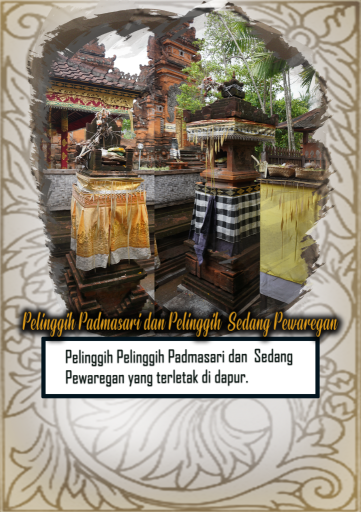 Pelinggih Padmasari dan Pelinggih Sedang Pewaregan
Pelinggih Pelinggih Padmasari dan Sedang
Pewaregan yang terletak di dapur.